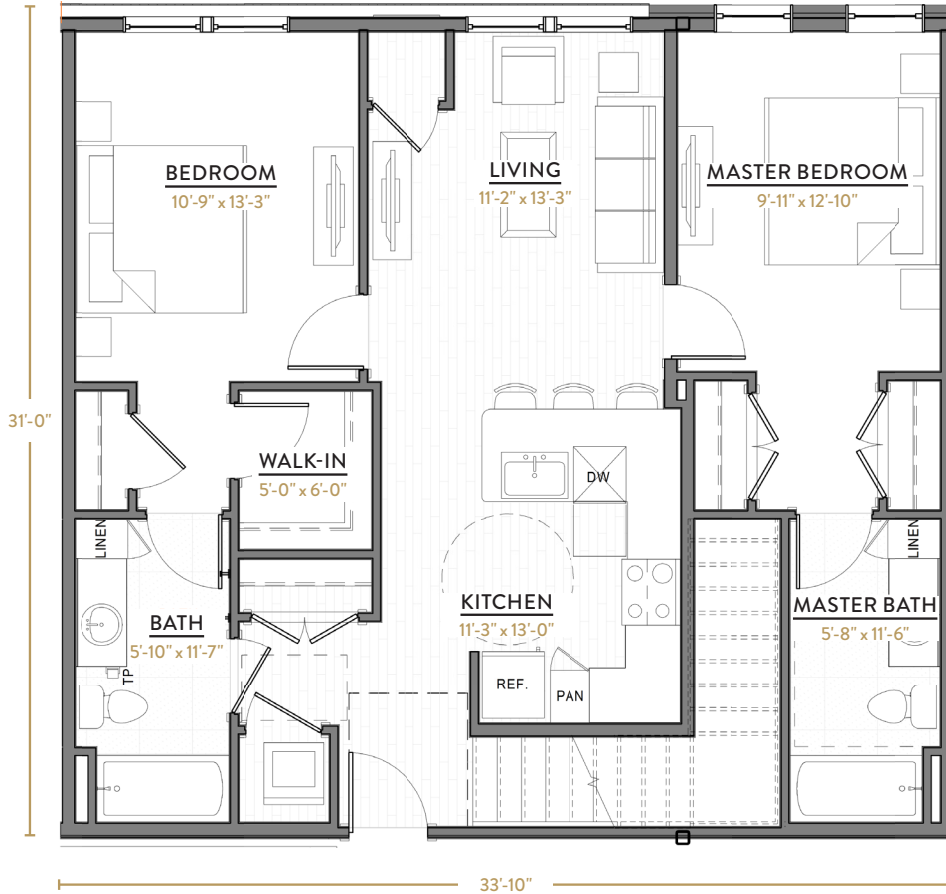 BEDROOM
10'-9" x 13'-3"
LIVING
11'-2" x 13'-3"
MASTER BEDROOM
9'-11" x 12'-10"
31'-0"
WALK-IN
5'-0" x 6'-0"
DW
LINEN
LINEN
BATH
5'-10" x 11'-7"
TP
KITCHEN
11'-3" x 13'-0"
MASTER BATH
5'-8" x 11'-6"
REF.
PAN
33'-10"